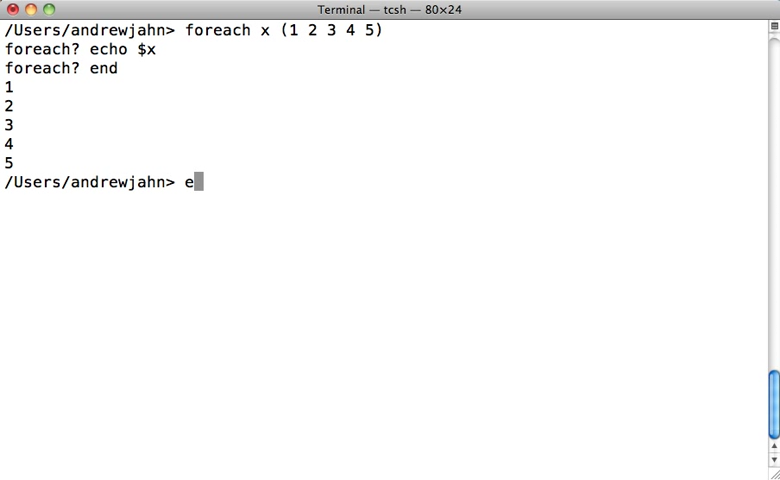 Terminal — tcsh — 80×24
/Users/andrewjahn> foreach x (1 2 3 4 5)
foreach? echo $x
foreach? end
1
2
3
4
5
/Users/andrewjahn> e